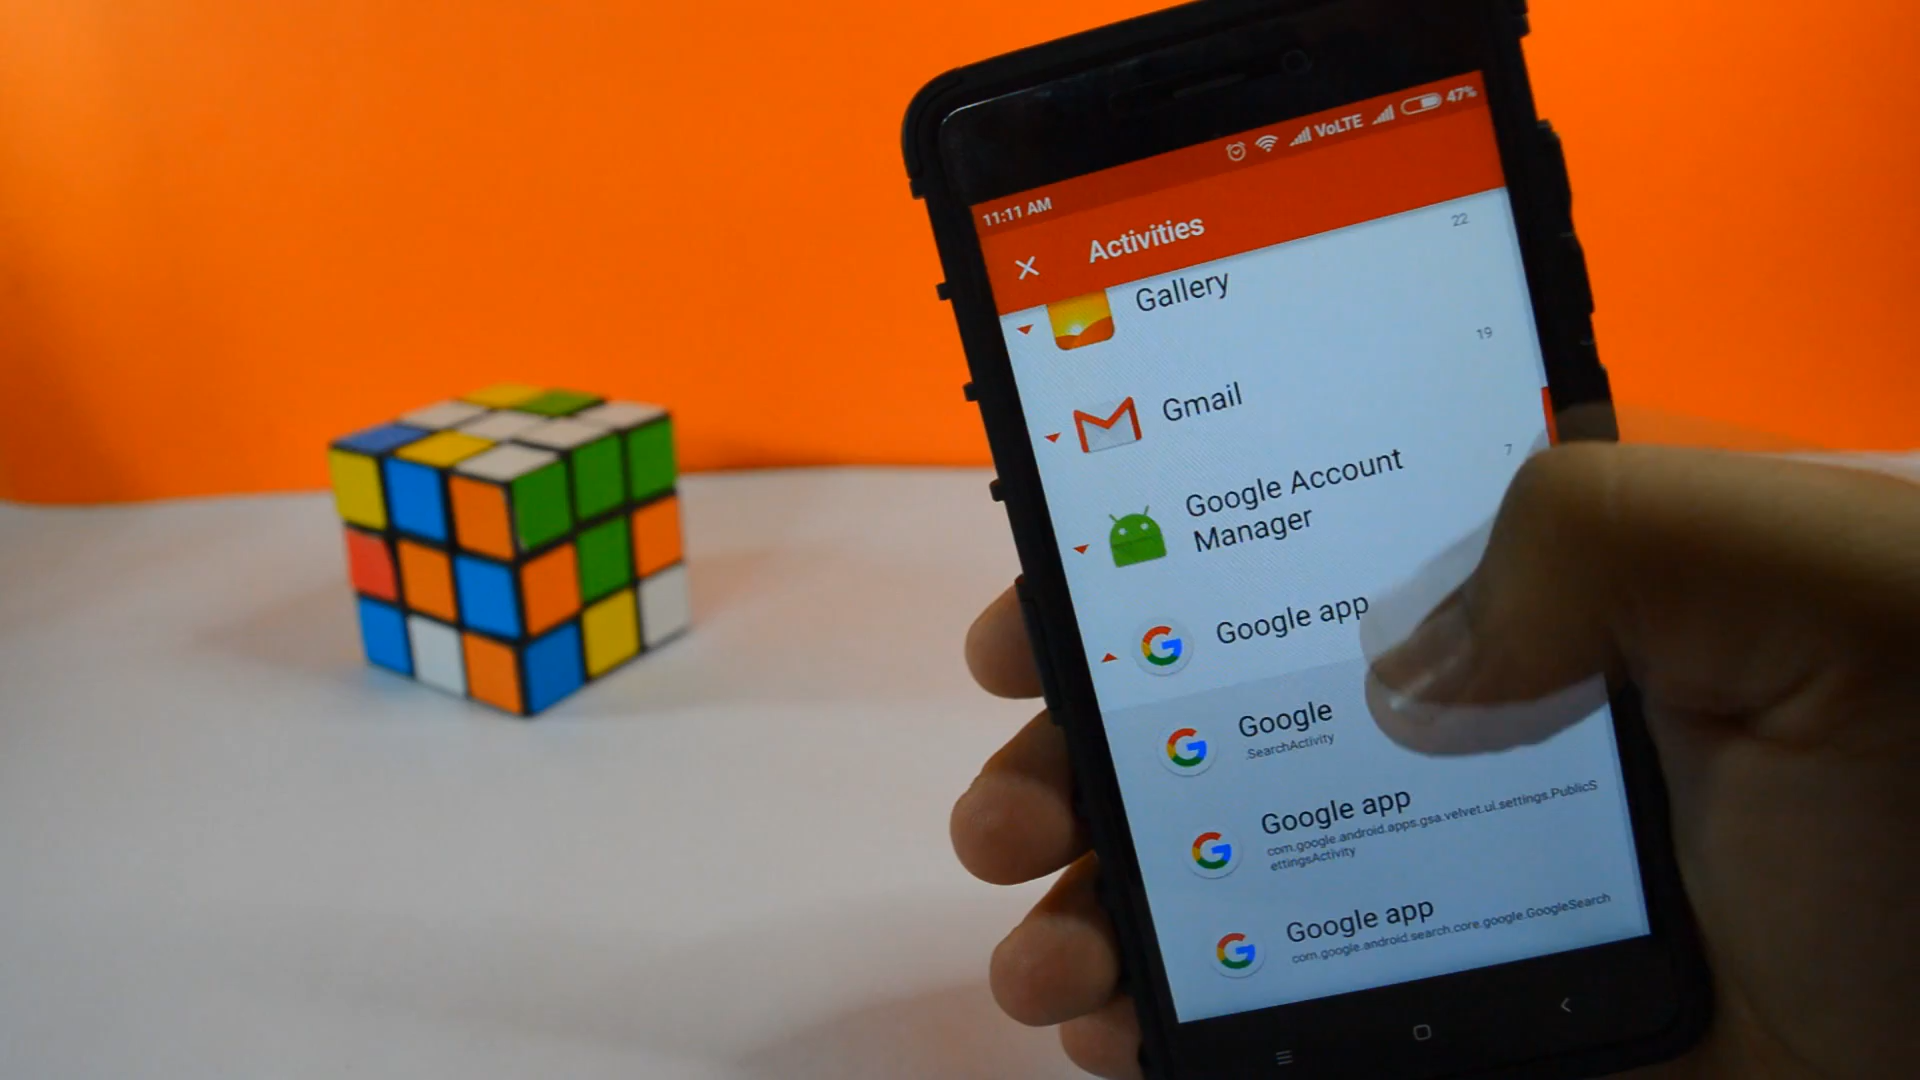 11:11 AM
VoLTE
47%
Activities
Gallery
22
Gmail
19
Google Account
Manager
7
Google app
Google
.SearchActivity
Google app
com.google.android.apps.gsa.velvet.ui.settings.PublicS
ettingsActivity
Google app
com.google.android.search.core.google.GoogleSearch